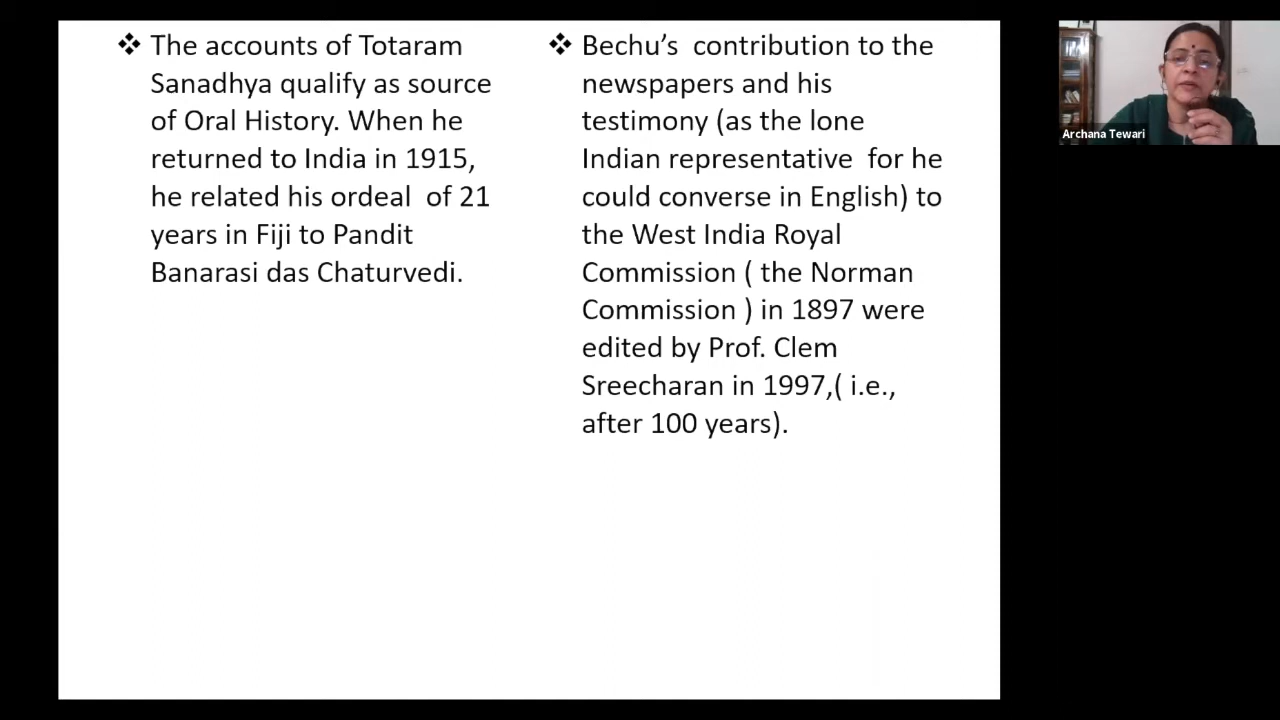 ❖ The accounts of Totaram
Sanadhya qualify as source
of Oral History. When he
returned to India in 1915,
he related his ordeal  of 21
years in Fiji to Pandit
Banarasi das Chaturvedi.
❖ Bechu’s  contribution to the
newspapers and his
testimony (as the lone
Indian representative  for he
could converse in English) to
the West India Royal
Commission ( the Norman
Commission ) in 1897 were
edited by Prof. Clem
Sreecharan in 1997,( i.e.,
after 100 years).
Archana Tewari